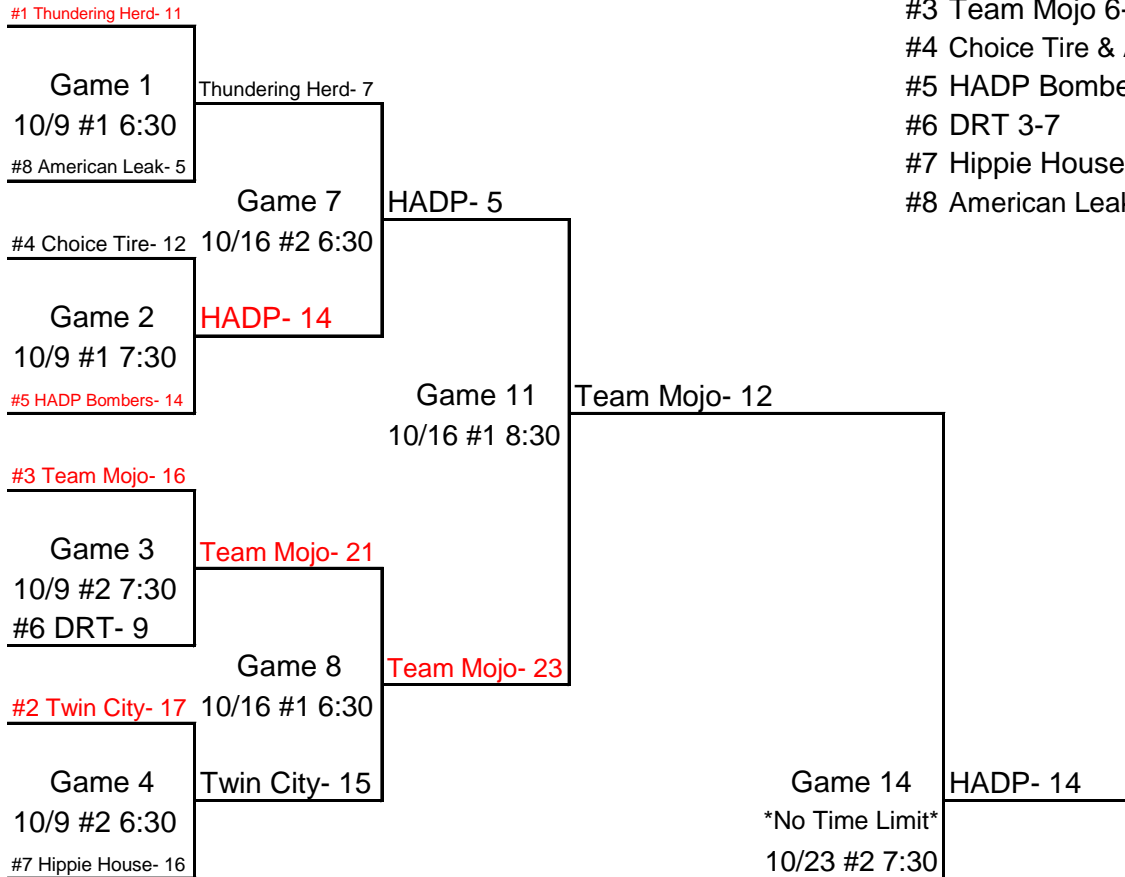 #1 Thundering Herd- 11
#3 Team Mojo 6-
#4 Choice Tire &
Game 1
Thundering Herd- 7
#5 HADP
10/9 #1 6:30
#6 DRT 3-7
#8 American Leak- 5
#7 Hippie House
Game 7
HADP- 5
#8 American
#4 Choice Tire- 12
10/16 #2 6:30
Game 2
HADP- 14
10/9 #1 7:30
#5 HADP Bombers- 14
Game 11
Team Mojo- 12
10/16 #1 8:30
#3 Team Mojo- 16
Game 3
Team Mojo- 21
10/9 #2 7:30
#6 DRT- 9
Game 8
Team Mojo- 23
#2 Twin City- 17
10/16 #1 6:30
Game 4
Twin City- 15
Game 14
HADP- 14
10/9 #2 6:30
*No Time Limit*
#7 Hippie House- 16
10/23 #2 7:30